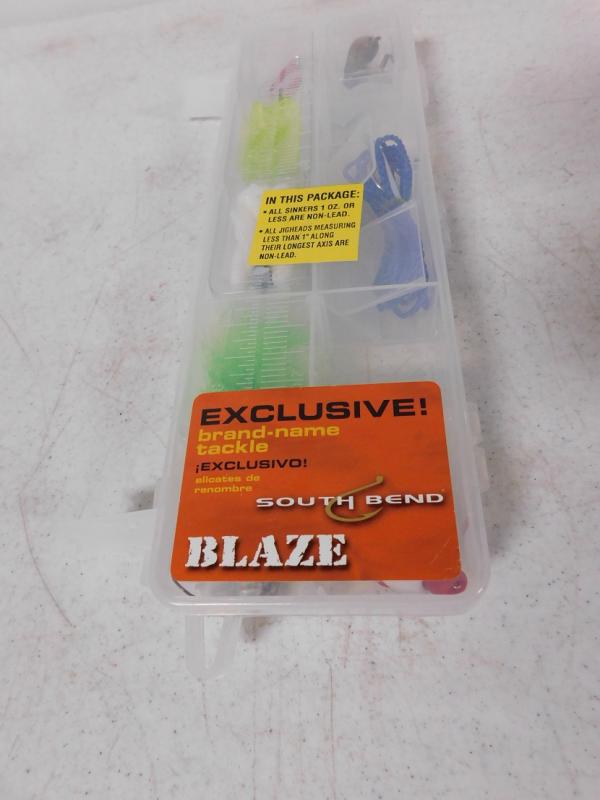 IN THIS PACKAGE:
• ALL SINKERS 1 OZ. OR
LESS ARE NON-LEAD.
• ALL JIGHEADS MEASURING
LESS THAN 1" ALONG
THEIR LONGEST AXIS ARE
NON-LEAD.
EXCLUSIVE!
brand-name
tackle
¡EXCLUSIVO!
alicates de
renombre
SOUTH BEND
BLAZE